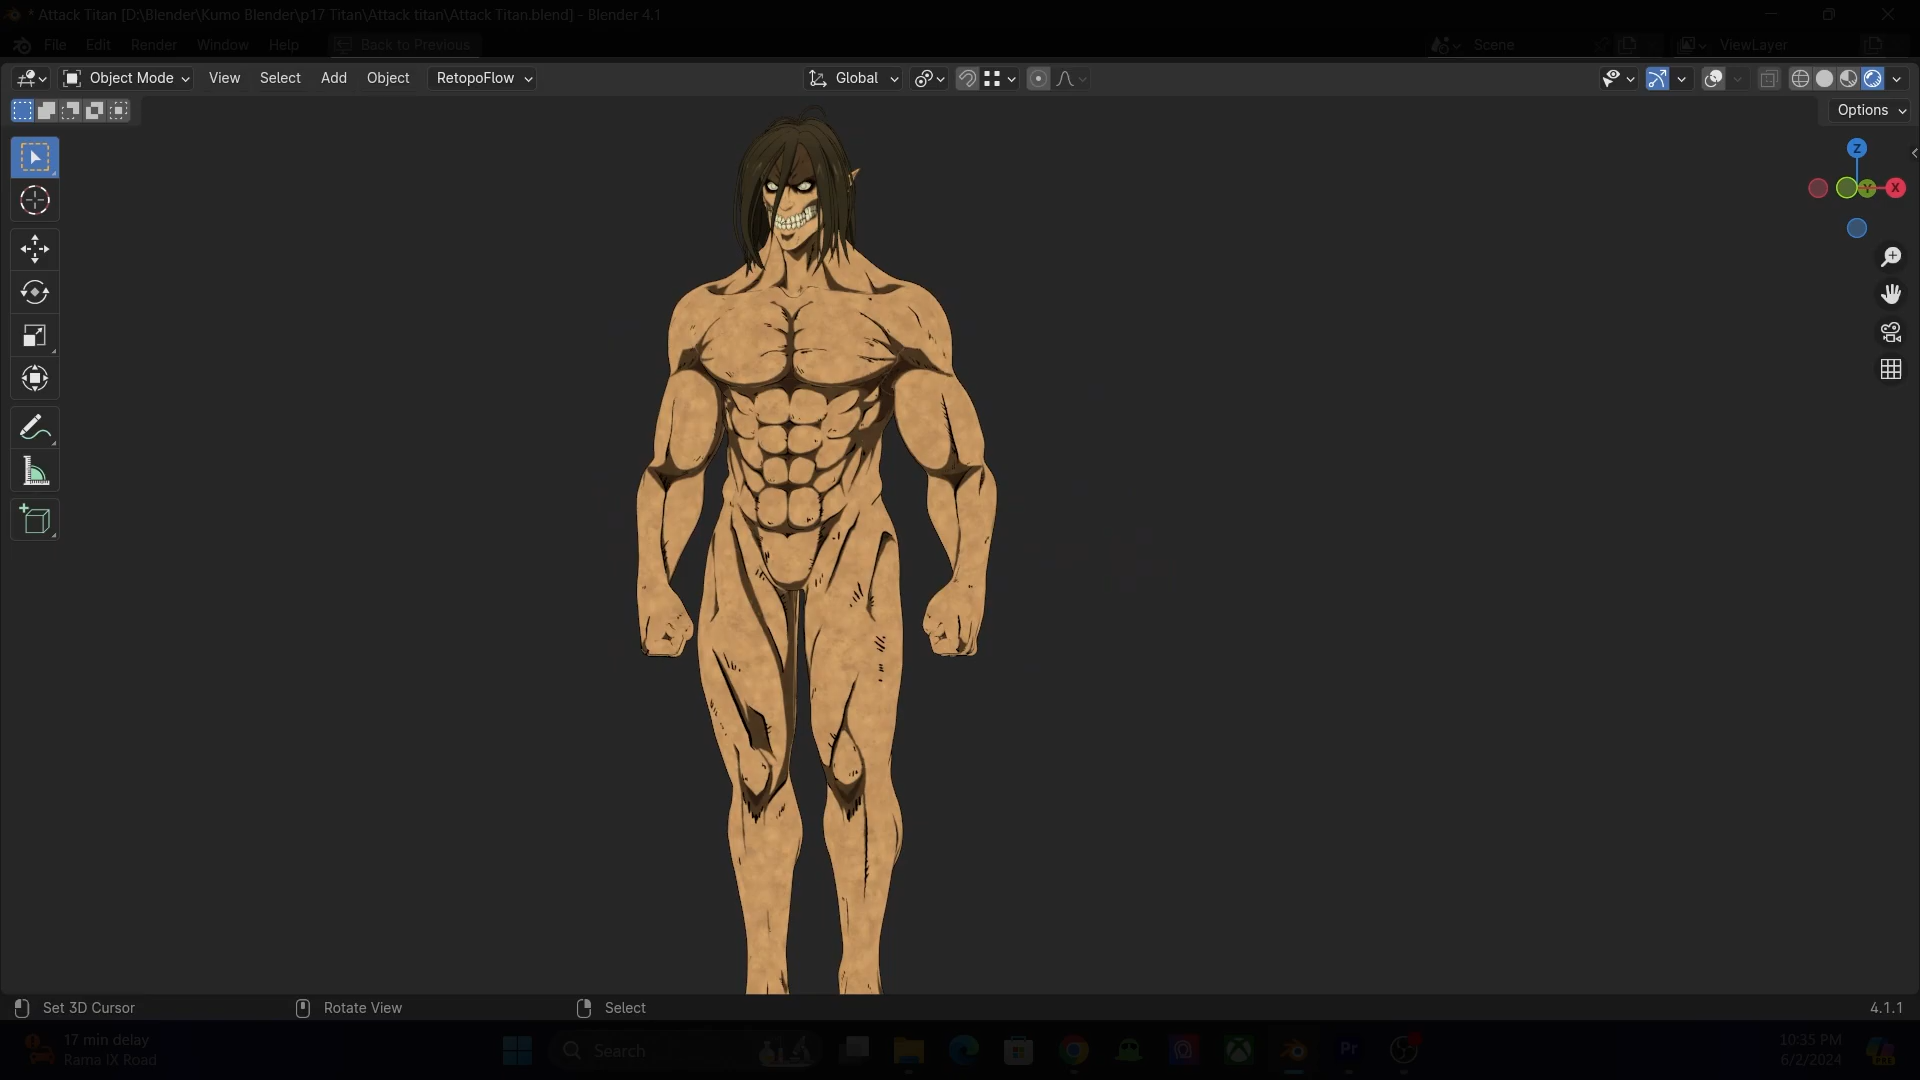 * Attack Titan [D:\Blender\Kumo Blender\p17 Titan\Attack titan\Attack Titan.blend] - Blender 4.1
File Edit Render Window Help Back to Previous Scene ViewLayer
Object Mode View Select Add Object RetopoFlow Global
Options
Z
Y X
Set 3D Cursor Rotate View Select 4.1.1
17 min delay
Rama IX Road
Search
Pr
10:35 PM
6/2/2024